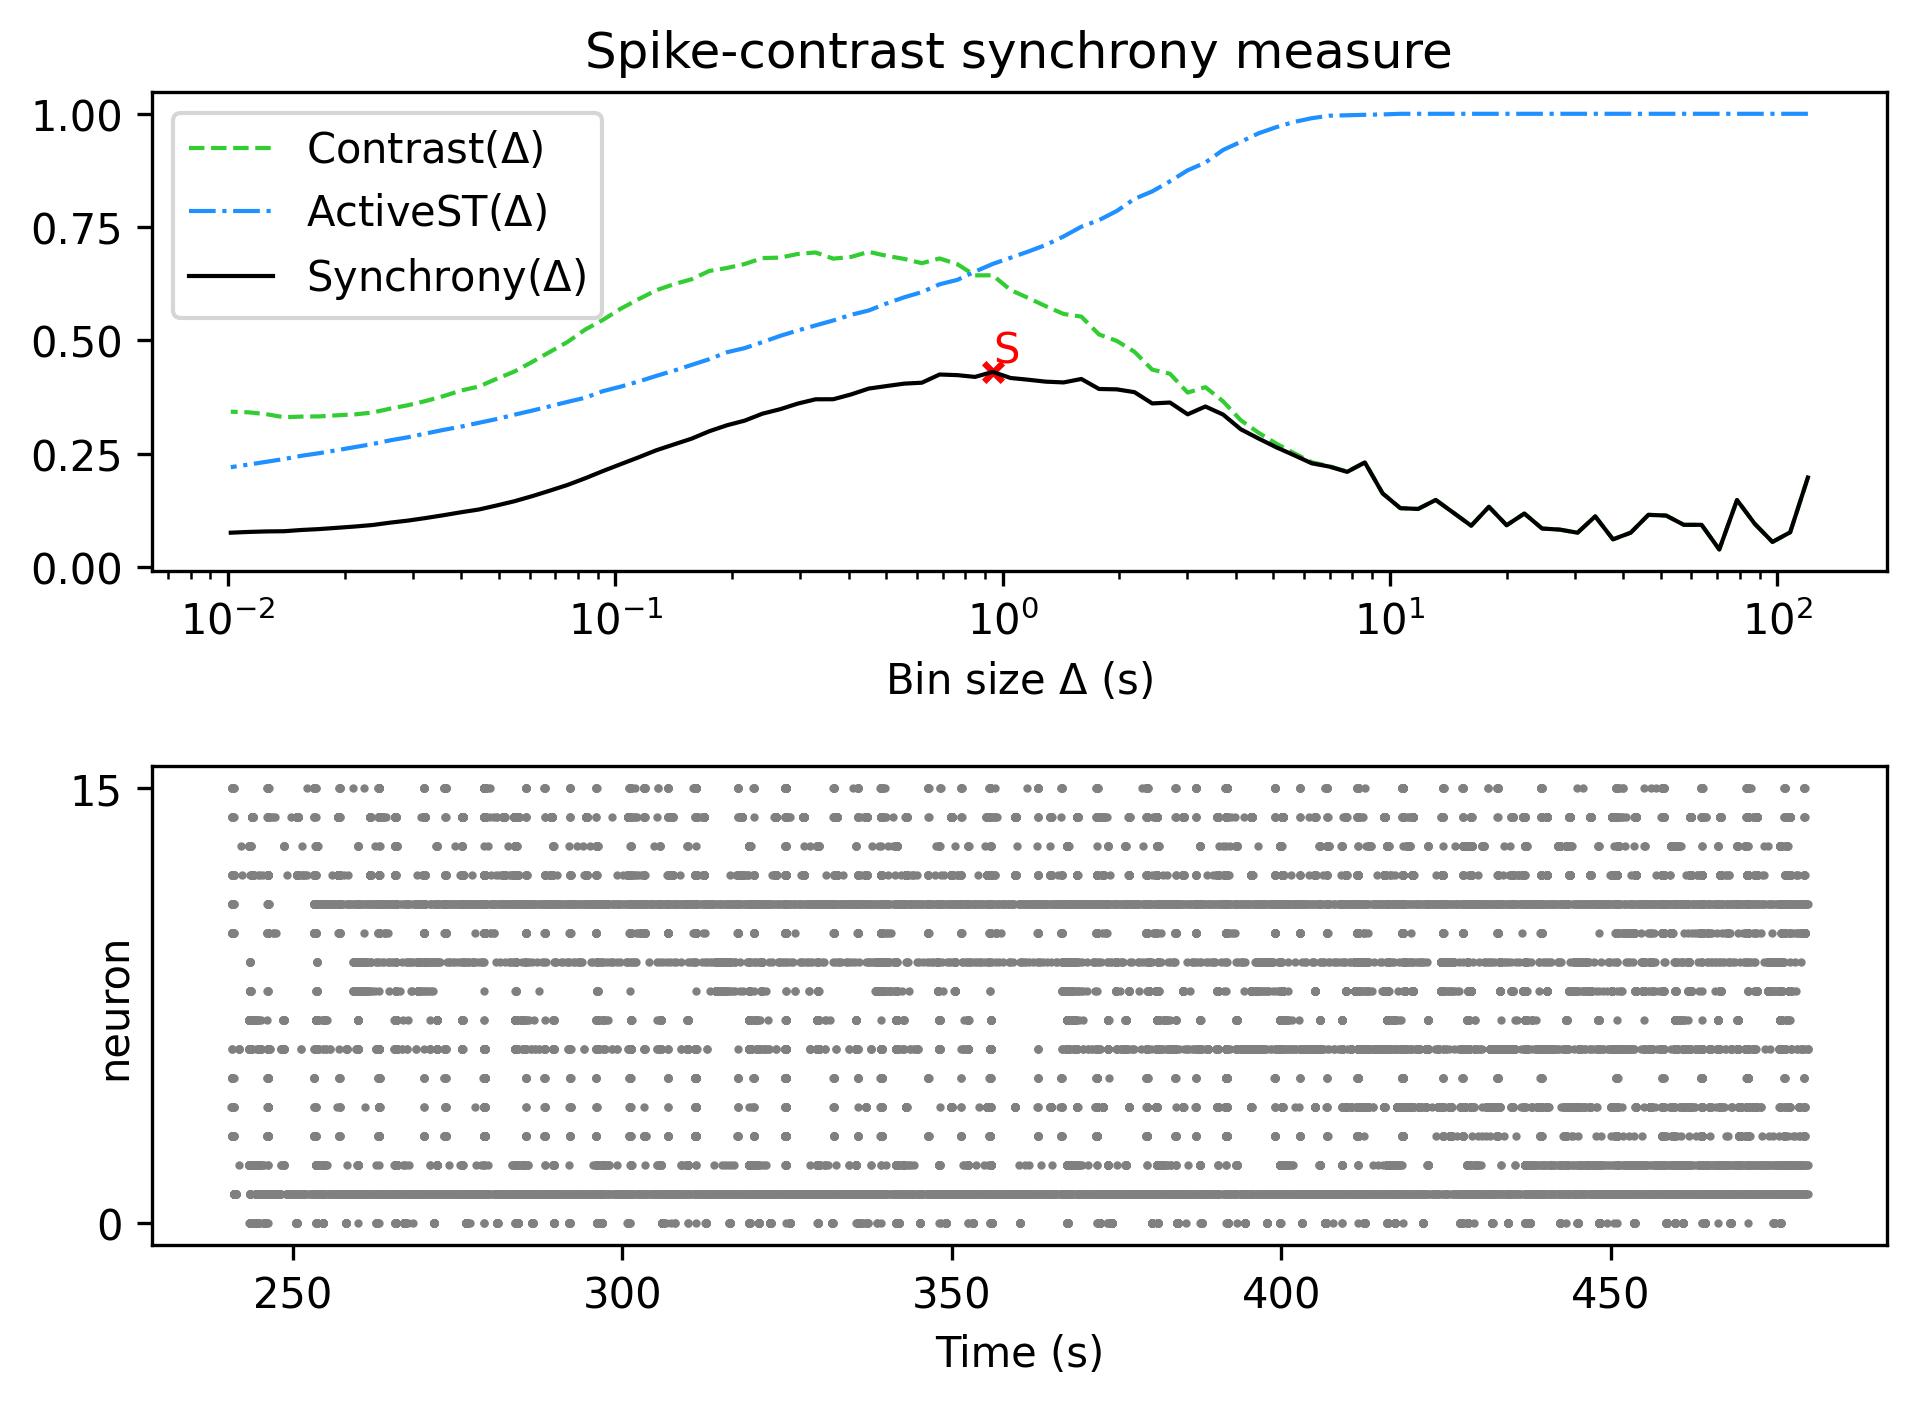 Spike-contrast synchrony measure
1.00
0.75
0.50
0.25
0.00
Contrast(Δ)
ActiveST(Δ)
Synchrony(Δ)
S
10⁻² 10⁻¹ 10⁰ 10¹ 10²
Bin size Δ (s)
15
0
neuron
250 300 350 400 450
Time (s)